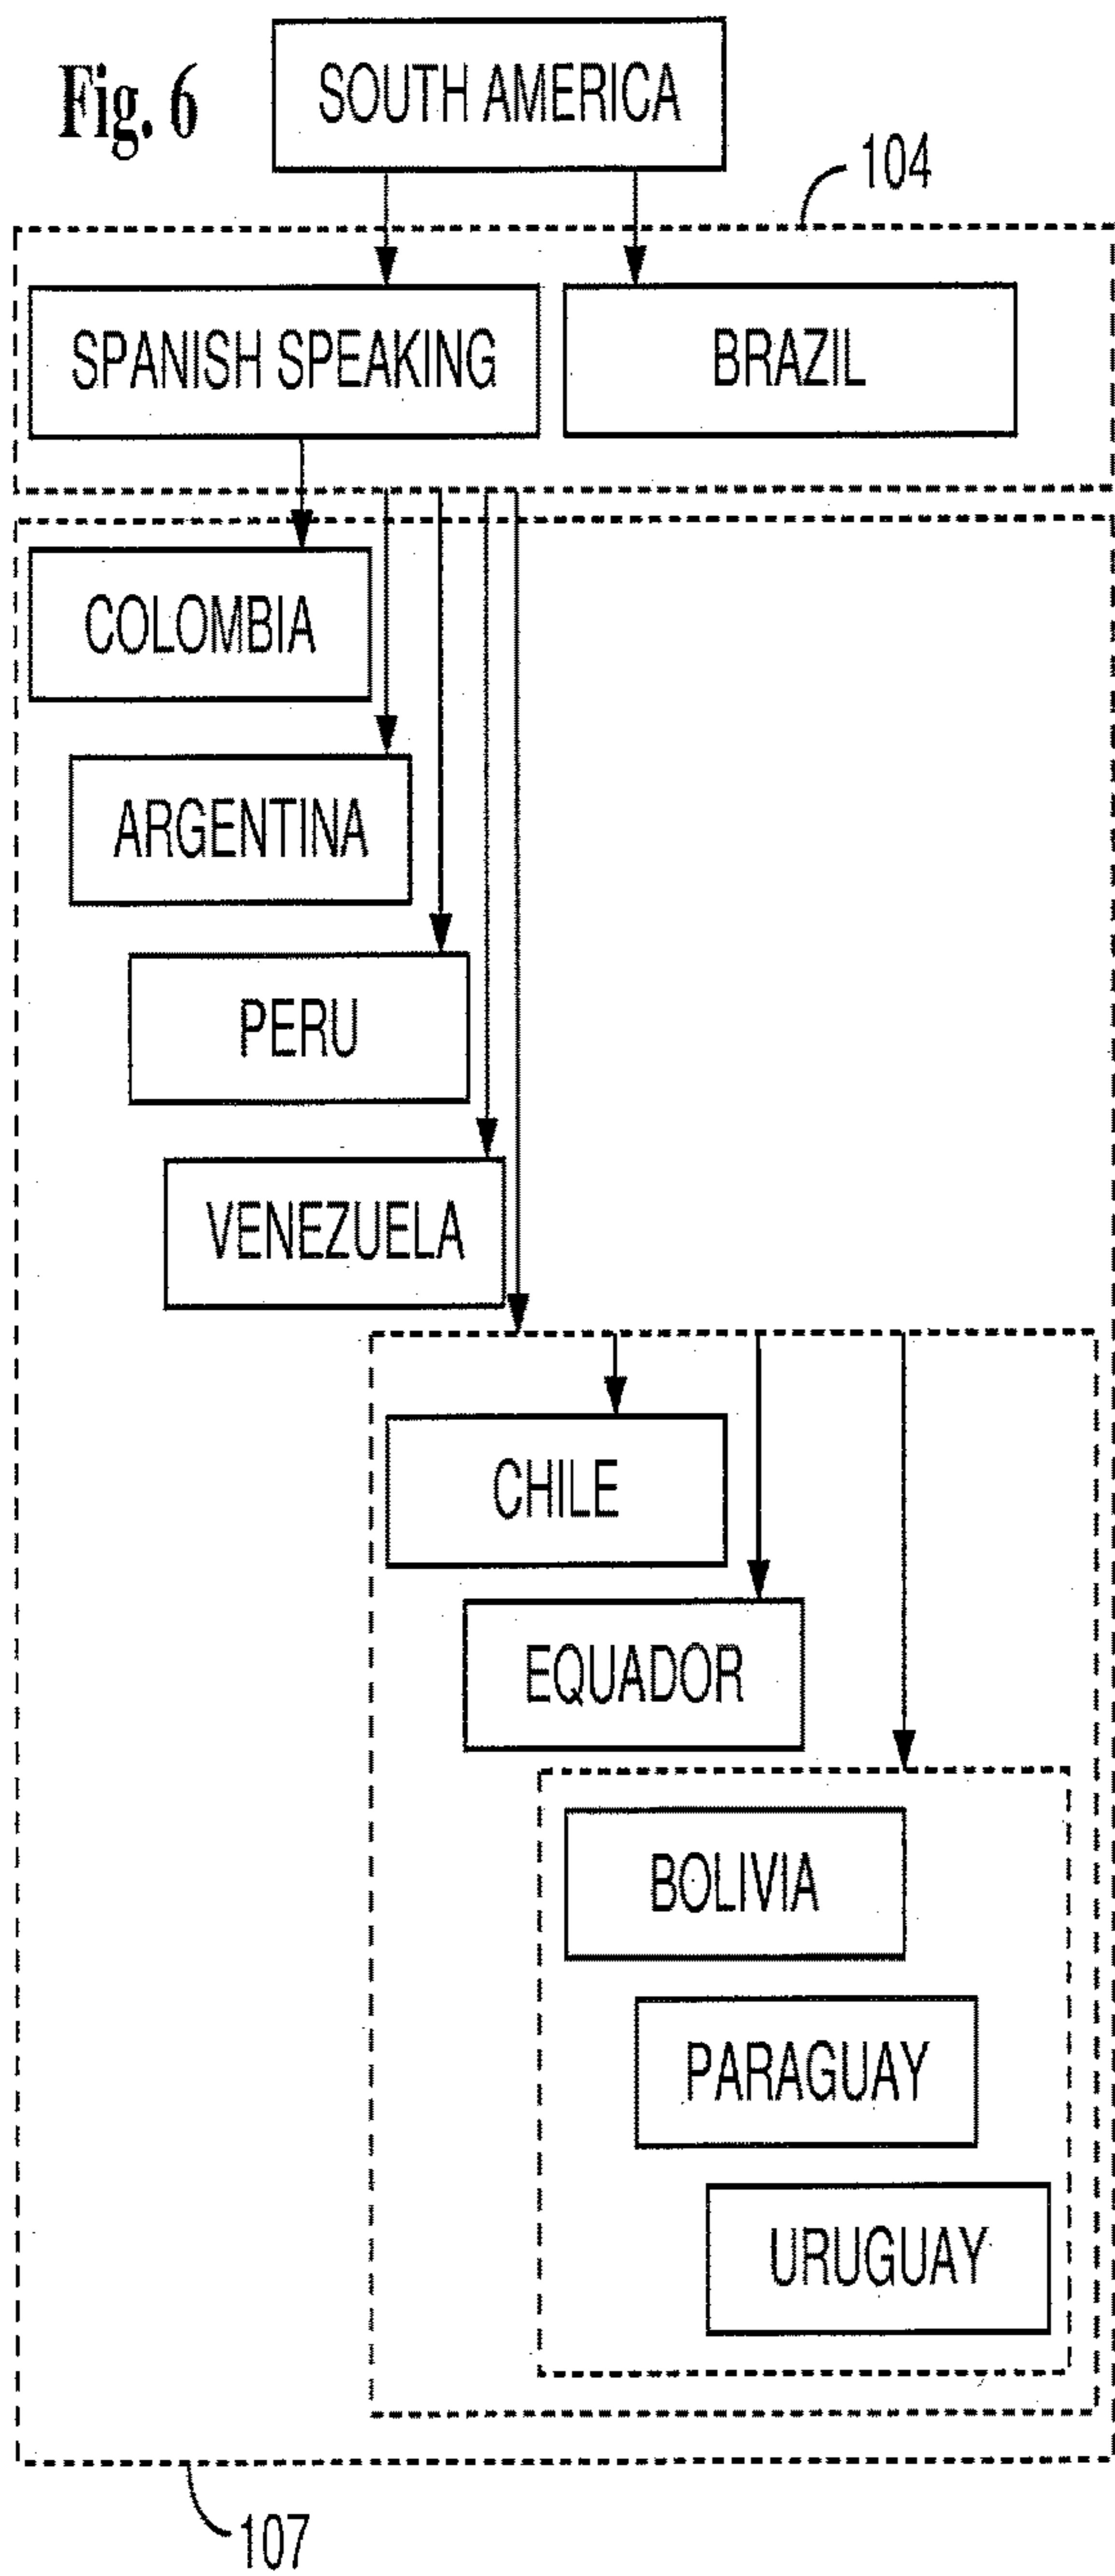 Fig. 6
SOUTH AMERICA
104
SPANISH SPEAKING
BRAZIL
COLOMBIA
ARGENTINA
PERU
VENEZUELA
CHILE
EQUADOR
BOLIVIA
PARAGUAY
URUGUAY
107